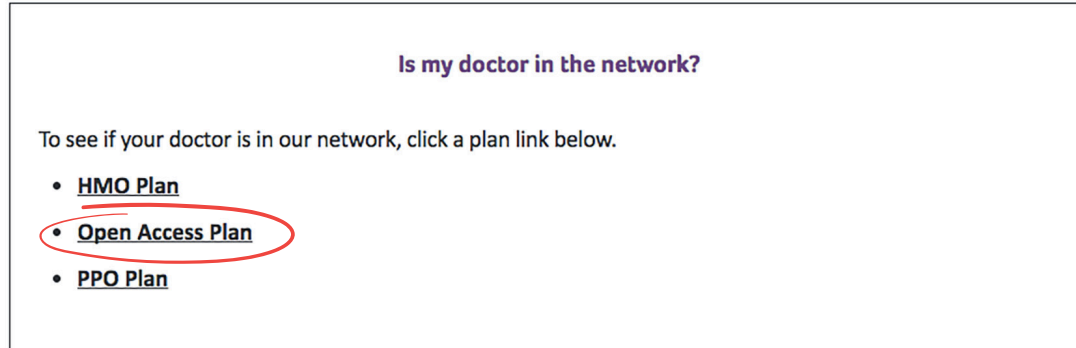 Is my doctor in the network?
To see if your doctor is in our network, click a plan link below.
• HMO Plan
• Open Access Plan
• PPO Plan